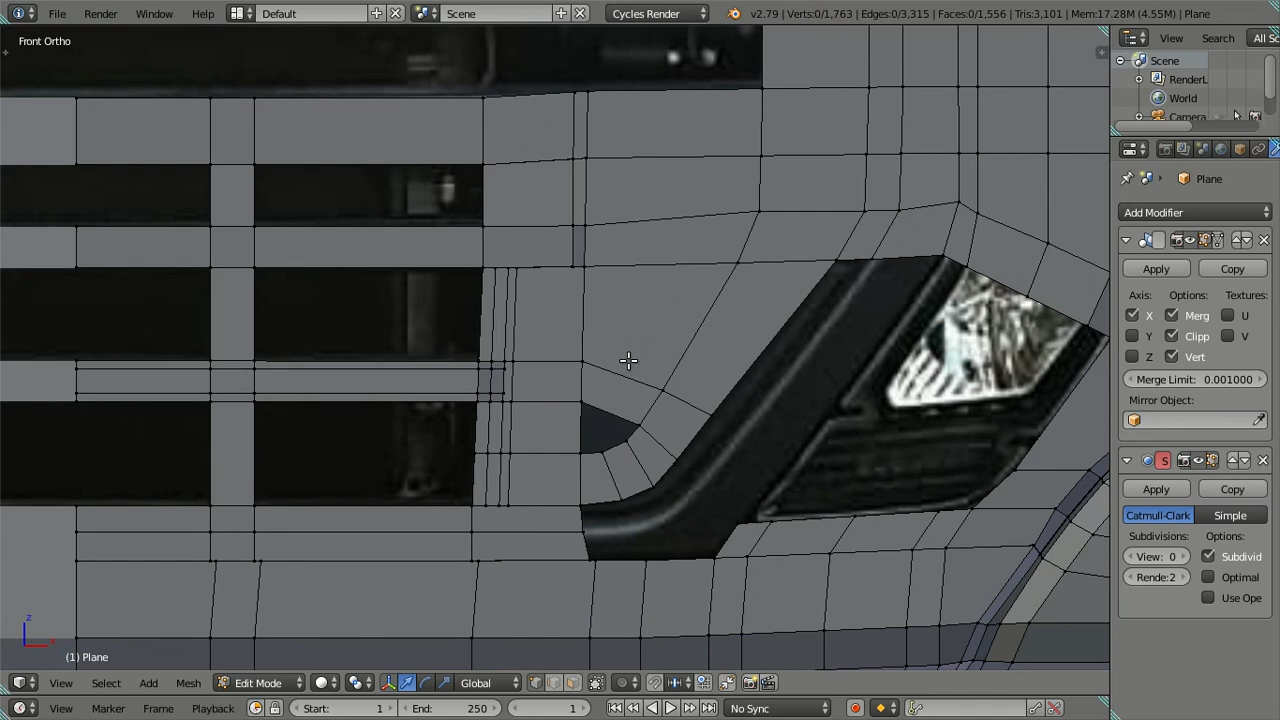 File Render Window Help Default Scene Cycles Render v2.79 | Verts:0/1,763 | Edges:0/3,315 | Faces:0/1,556 | Tris:3,101 | Mem:17.28M (4.55M) | Plane
Front Ortho
View Search All Sc
Scene
RenderL
World
Camera
Plane
Add Modifier
Apply Copy
Axis: Options: Textures:
X Merg U
Y Clipp V
Z Vert
Merge Limit: 0.001000
Mirror Object:
S
Apply Copy
Catmull-Clark Simple
Subdivisions: Options:
View: 0 Subdivid
Rende:2 Optimal
Use Ope
z
x
(1) Plane
View Select Add Mesh Edit Mode Global
View Marker Frame Playback Start: 1 End: 250 1 No Sync